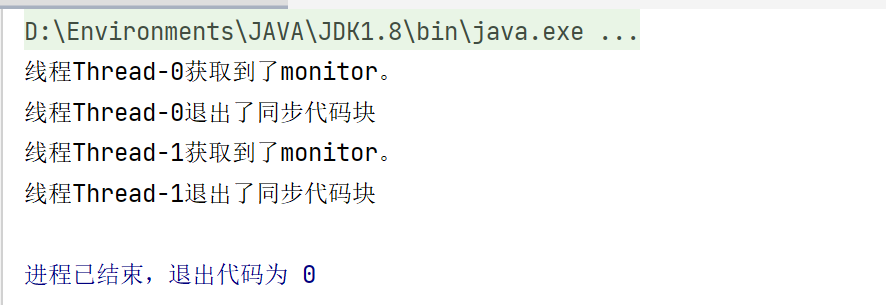 D:\Environments\JAVA\JDK1.8\bin\java.exe ...
线程Thread-0获取到了monitor。
线程Thread-0退出了同步代码块
线程Thread-1获取到了monitor。
线程Thread-1退出了同步代码块
进程已结束，退出代码为 0